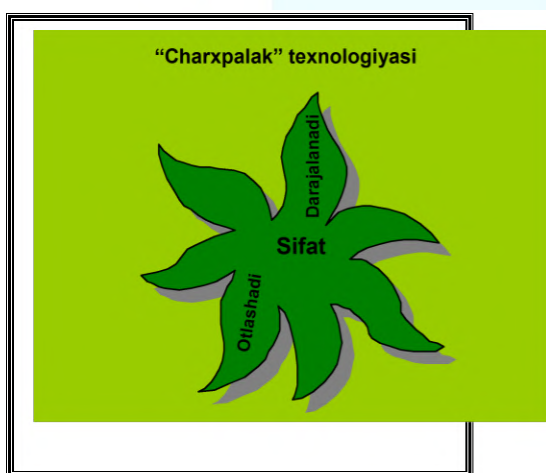 “Charxpalak” texnologiyasi
Darajalanadi
Sifat
Otlashadi